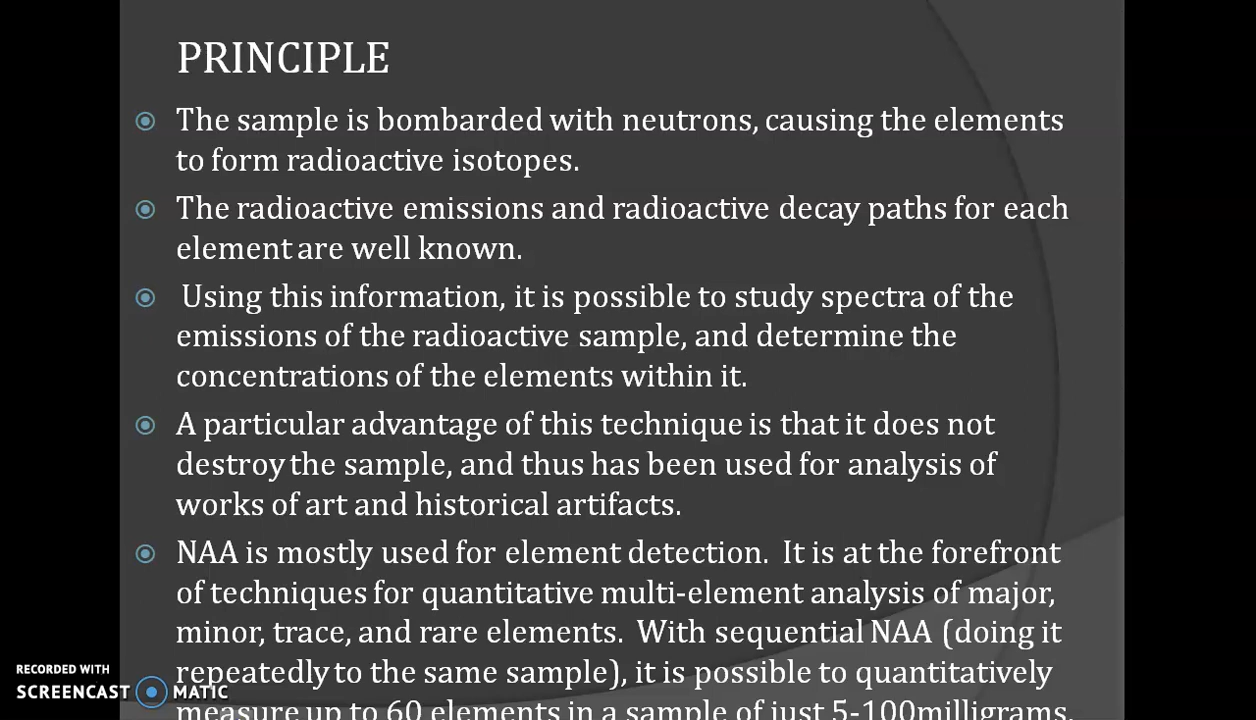 PRINCIPLE
The sample is bombarded with neutrons, causing the elements
to form radioactive isotopes.
The radioactive emissions and radioactive decay paths for each
element are well known.
Using this information, it is possible to study spectra of the
emissions of the radioactive sample, and determine the
concentrations of the elements within it.
A particular advantage of this technique is that it does not
destroy the sample, and thus has been used for analysis of
works of art and historical artifacts.
NAA is mostly used for element detection.  It is at the forefront
of techniques for quantitative multi-element analysis of major,
minor, trace, and rare elements.  With sequential NAA (doing it
repeatedly to the same sample), it is possible to quantitatively
measure up to 60 elements in a sample of just 5-100milligrams.
RECORDED WITH
SCREENCAST MATIC